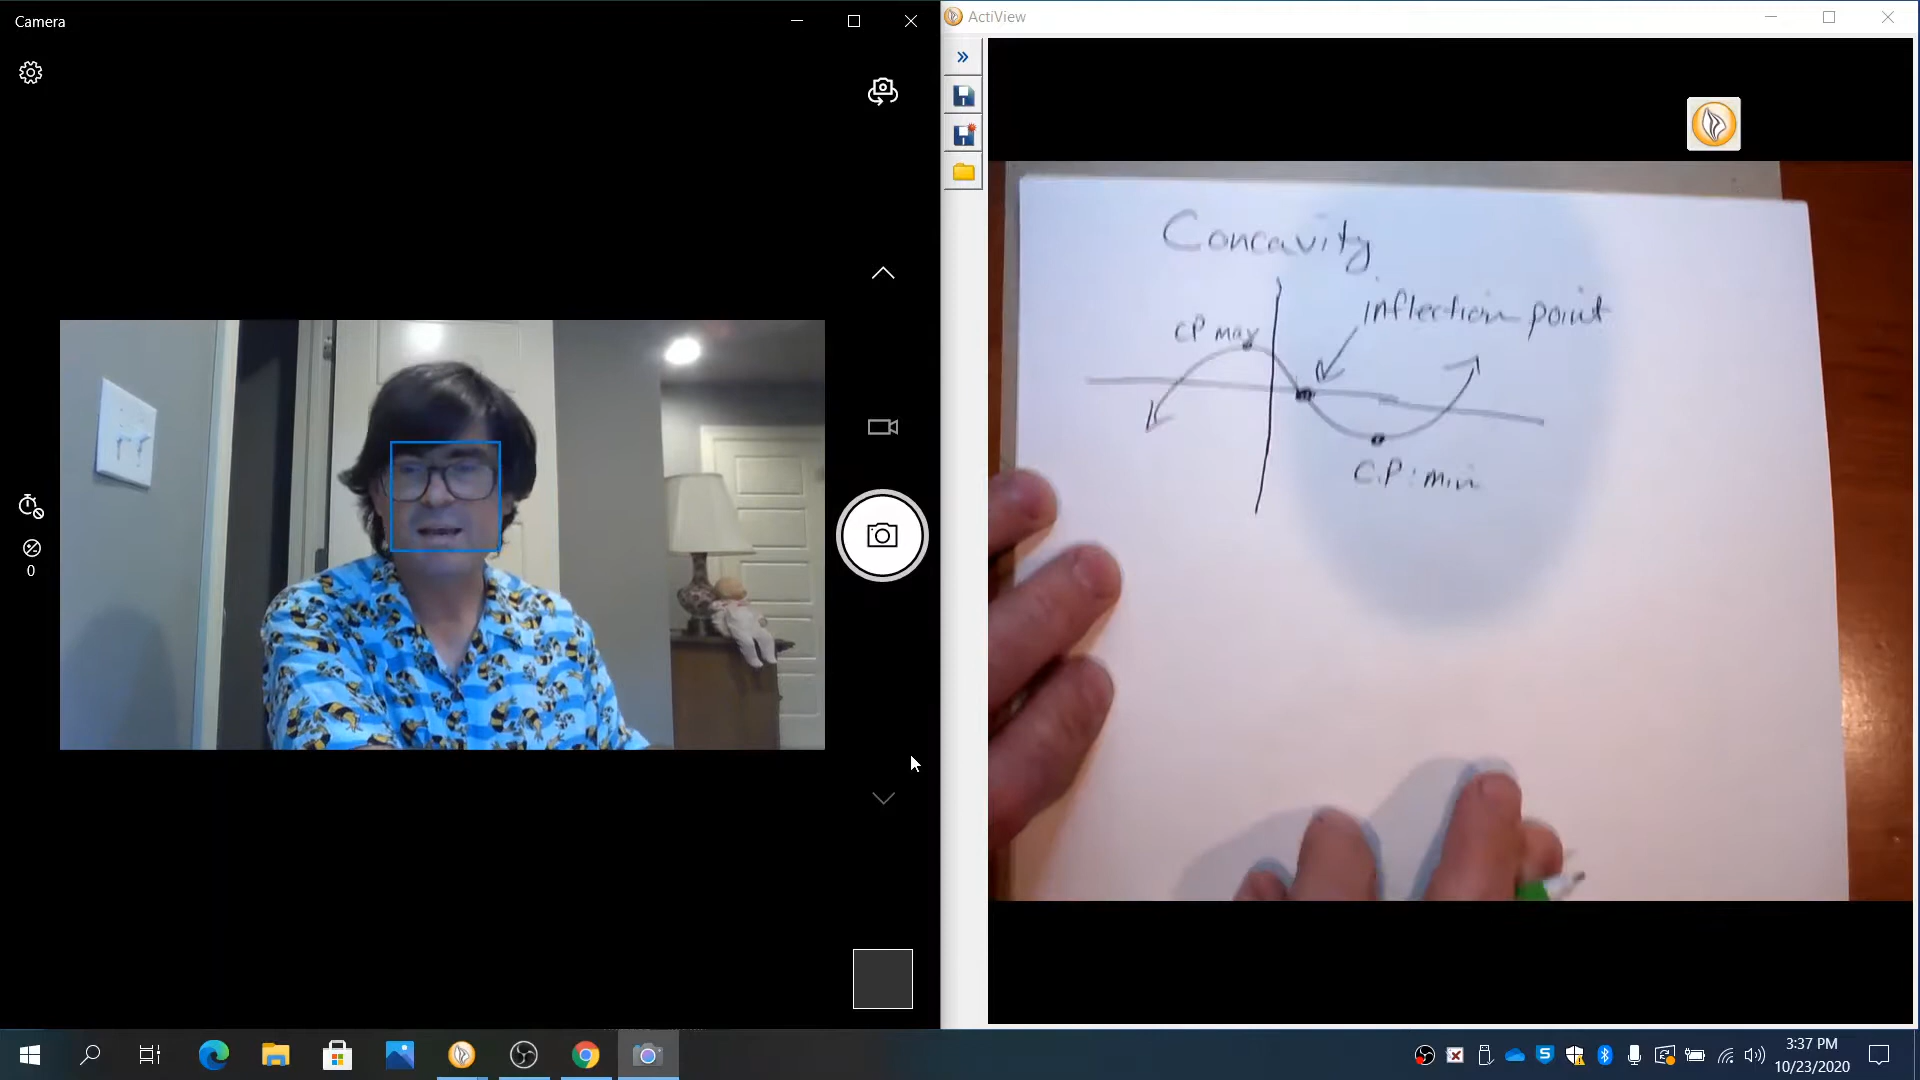 Camera
ActiView
0
Concavity
inflection point
CP max
C.P: min
3:37 PM
10/23/2020